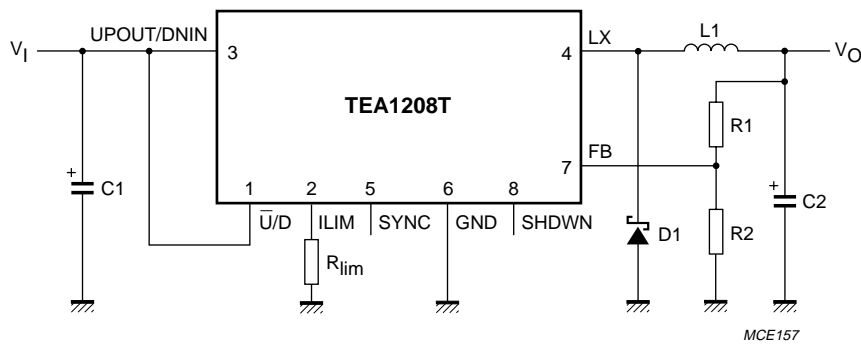 UPOUT/DNIN
LX
L1
V_I
3
4
V_O
TEA1208T
R1
7
FB
C1
C2
1
2
5
6
8
U̅/D
ILIM
SYNC
GND
SHDWN
D1
R2
R_lim
MCE157